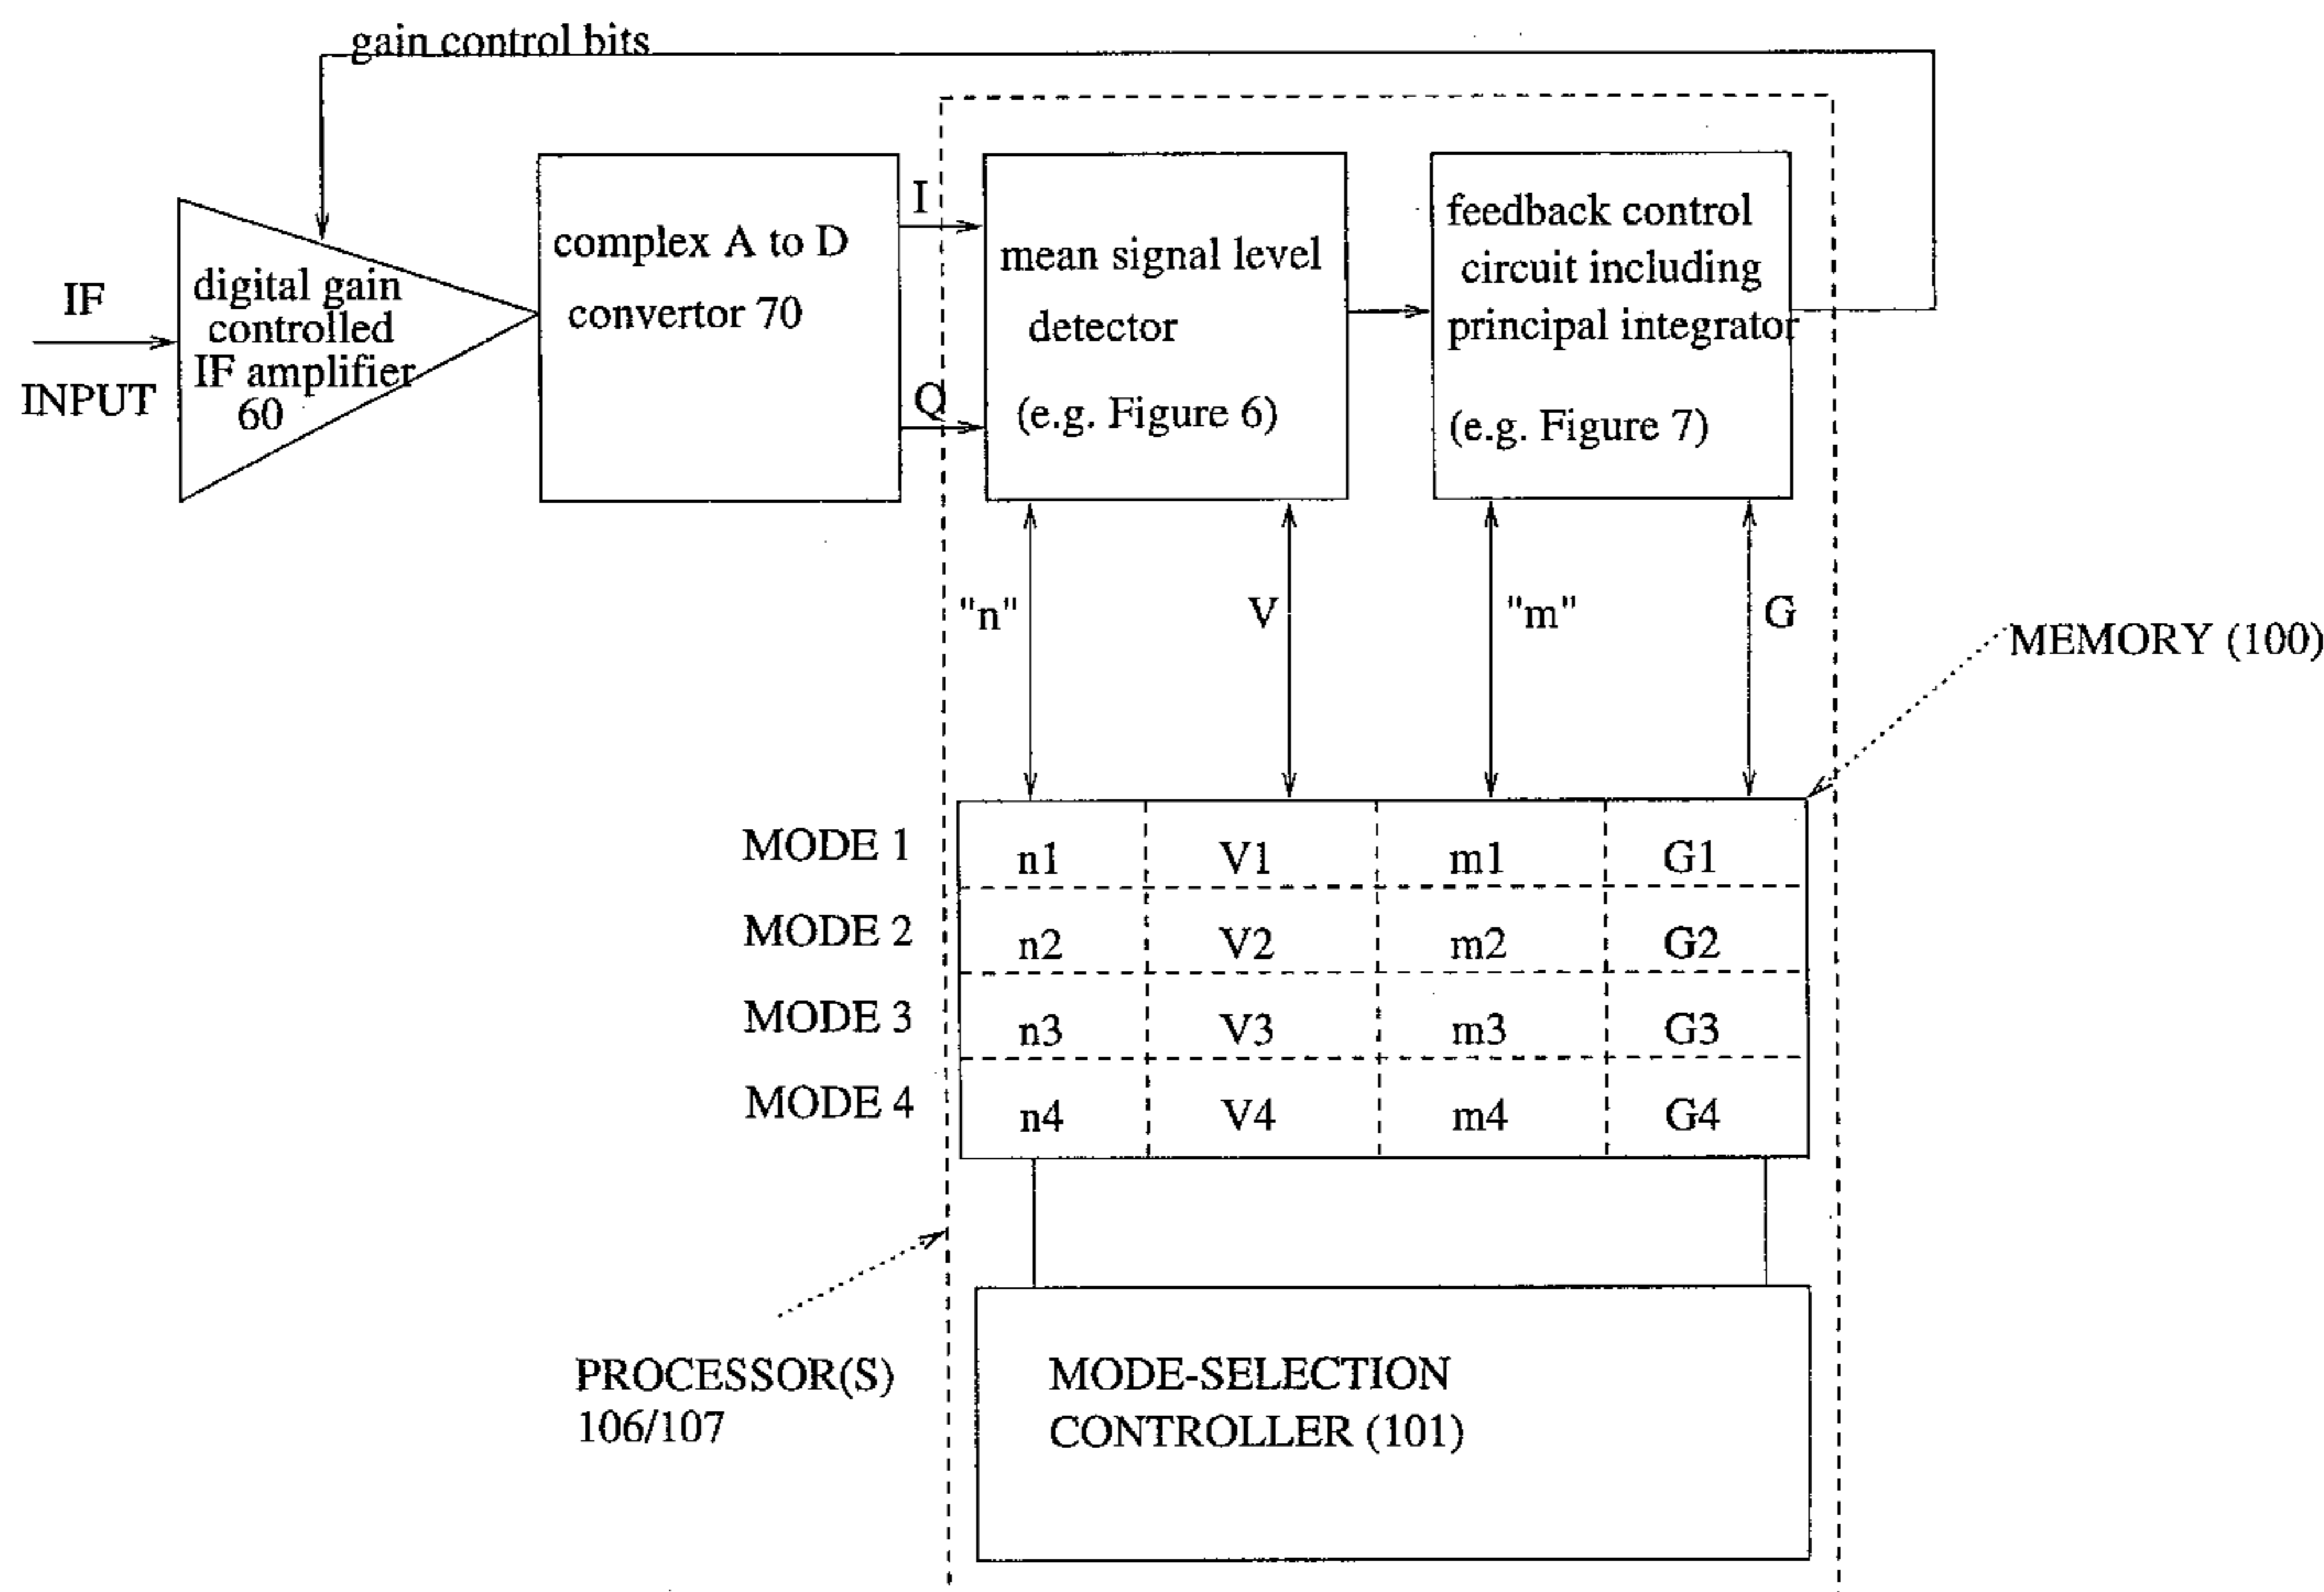 gain control bits
IF
INPUT
digital gain
controlled
IF amplifier
60
complex A to D
convertor 70
I
Q
mean signal level
detector
(e.g. Figure 6)
feedback control
circuit including
principal integrator
(e.g. Figure 7)
"n"
V
"m"
G
MEMORY (100)
MODE 1 n1 V1 m1 G1
MODE 2 n2 V2 m2 G2
MODE 3 n3 V3 m3 G3
MODE 4 n4 V4 m4 G4
PROCESSOR(S)
106/107
MODE-SELECTION
CONTROLLER (101)